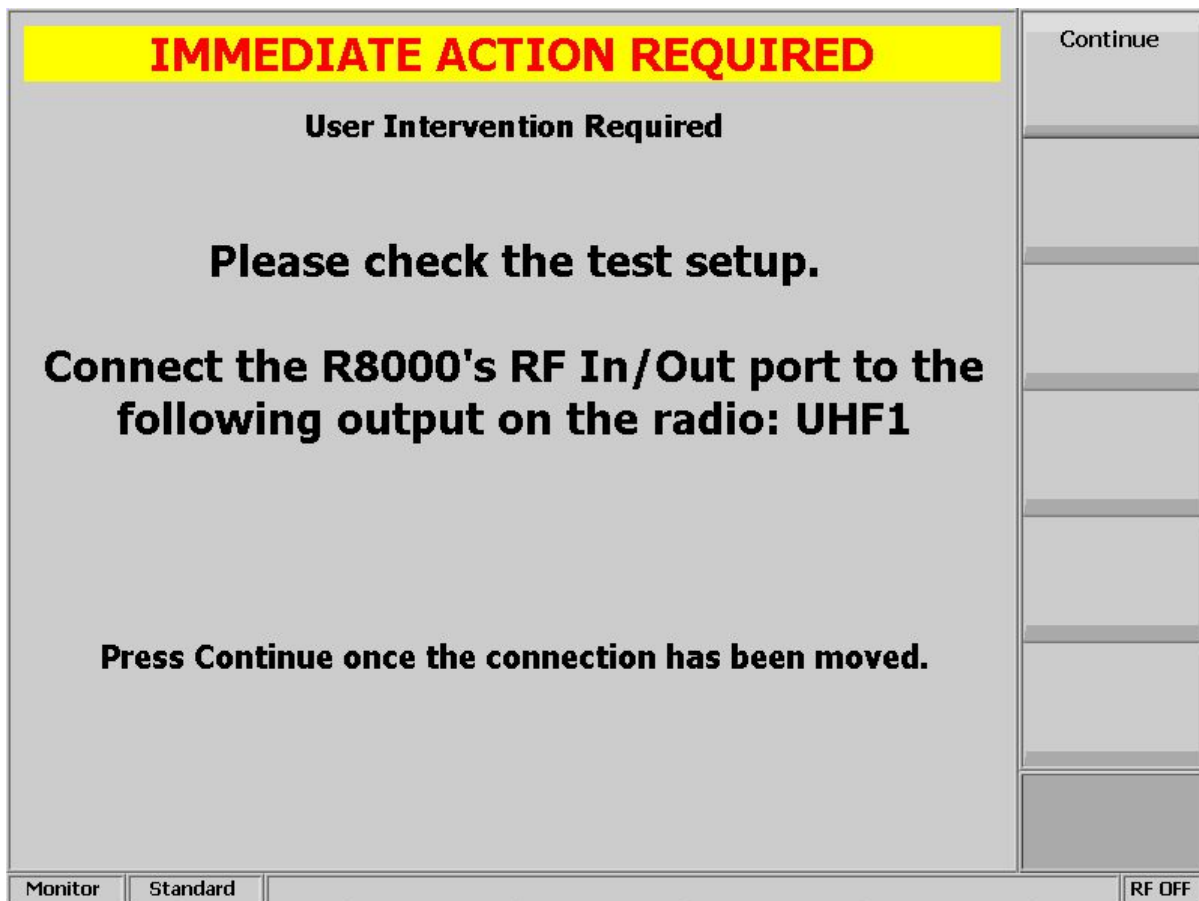 IMMEDIATE ACTION REQUIRED
Continue
User Intervention Required
Please check the test setup.
Connect the R8000's RF In/Out port to the
following output on the radio: UHF1
Press Continue once the connection has been moved.
Monitor
Standard
RF OFF